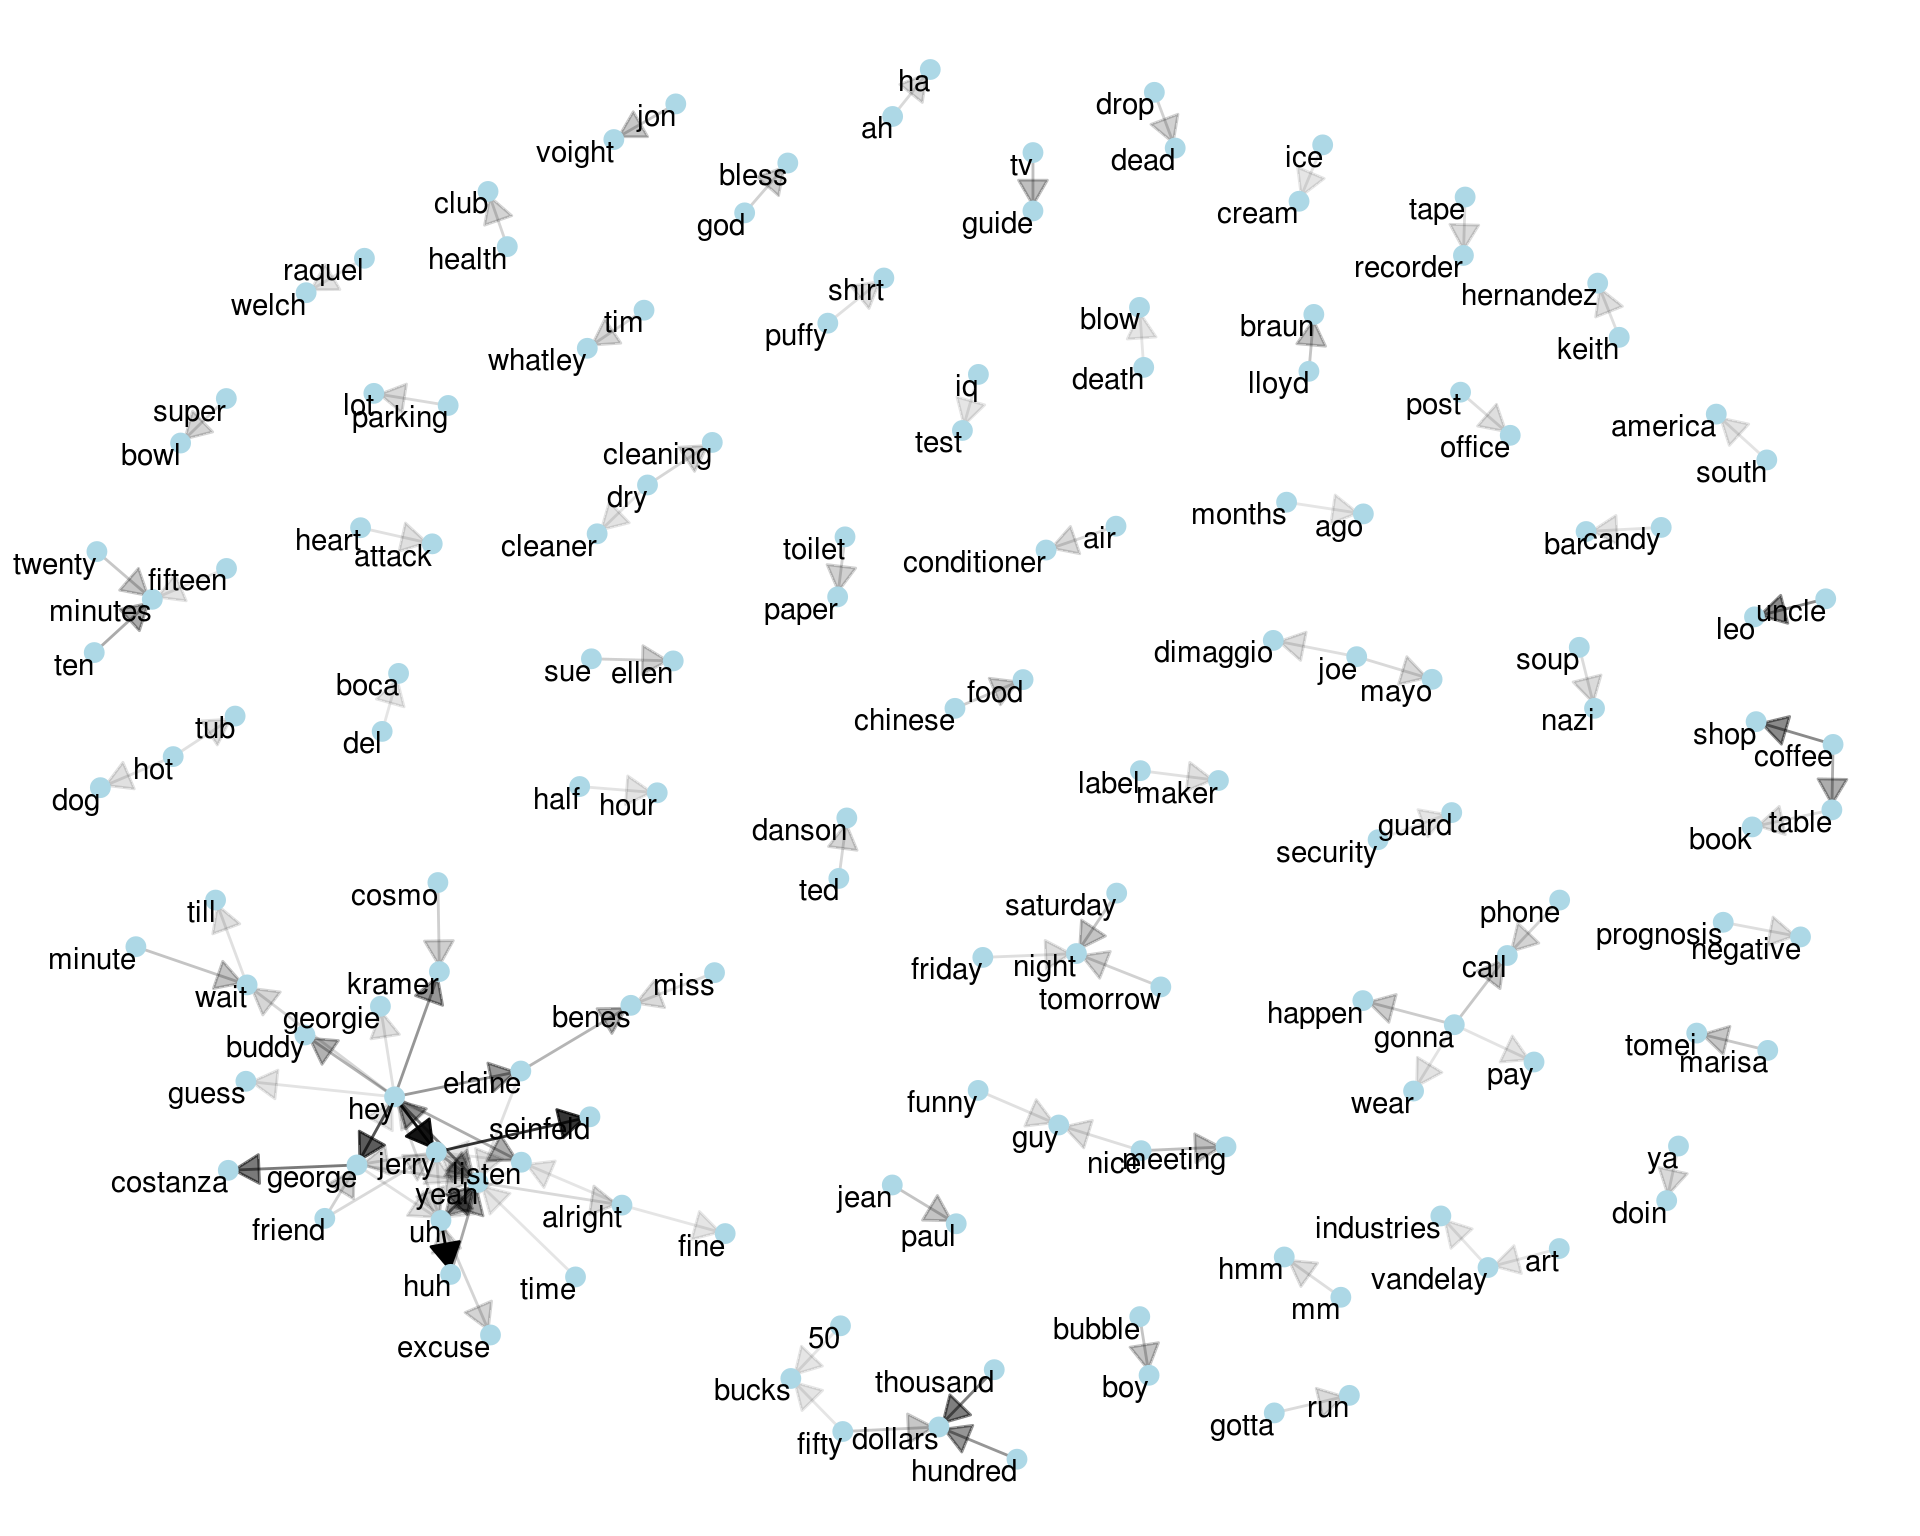 ha
ah
drop
dead
jon
voight
tv
guide
ice
cream
bless
god
club
health
tape
recorder
raquel
welch
hernandez
keith
shirt
puffy
tim
whatley
blow
death
braun
lloyd
iq
test
super
bowl
lot
parking
post
office
america
south
cleaning
dry
cleaner
months
ago
heart
attack
air
conditioner
bar
candy
toilet
paper
twenty
fifteen
minutes
ten
uncle
leo
sue
ellen
dimaggio
joe
mayo
soup
nazi
boca
del
food
chinese
tub
hot
dog
shop
coffee
table
book
label
maker
half
hour
danson
ted
guard
security
cosmo
till
minute
wait
kramer
georgie
buddy
guess
hey
elaine
benes
miss
seinfeld
costanza
george
jerry
listen
yeah
friend
uh
alright
fine
huh
time
excuse
saturday
friday
night
tomorrow
phone
call
happen
gonna
pay
wear
prognosis
negative
tomei
marisa
funny
guy
nice
meeting
jean
paul
ya
doin
industries
art
vandelay
hmm
mm
50
bucks
thousand
fifty
dollars
hundred
bubble
boy
gotta
run